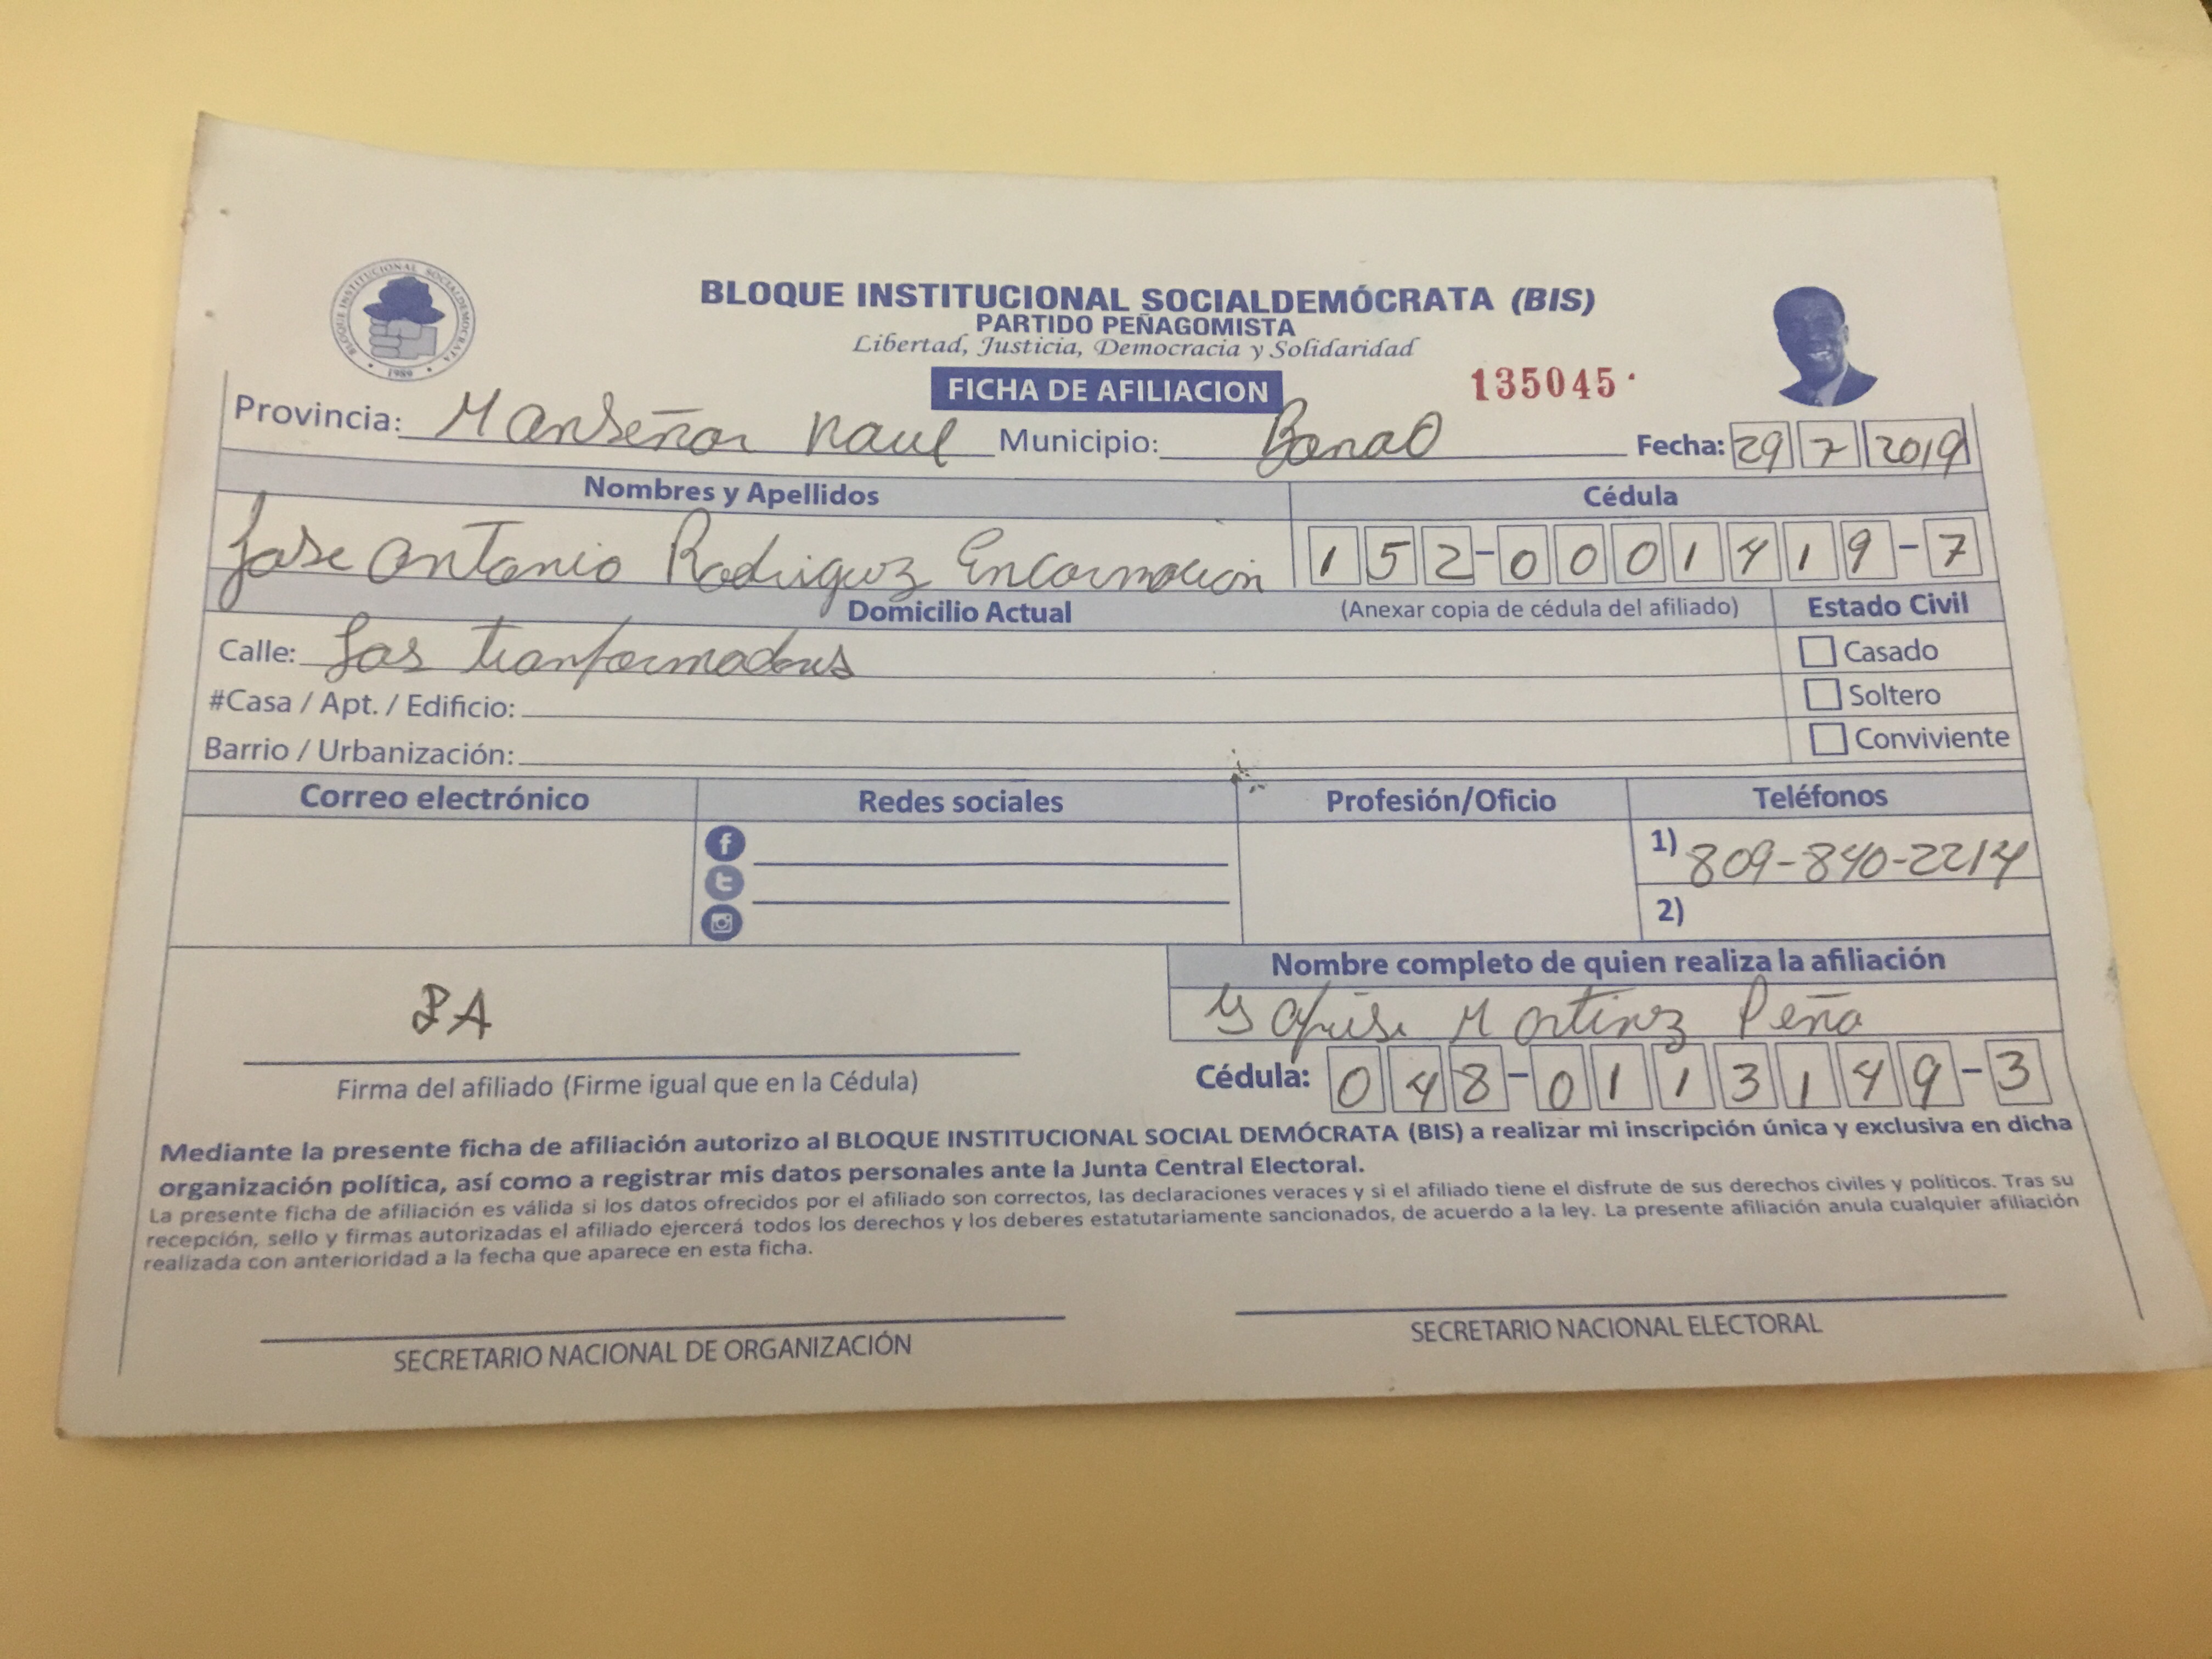 BLOQUE INSTITUCIONAL SOCIALDEMOCRATA
1989
BLOQUE INSTITUCIONAL SOCIALDEMÓCRATA (BIS)
PARTIDO PEÑAGOMISTA
Libertad, Justicia, Democracia y Solidaridad
FICHA DE AFILIACION
135045
Provincia: Manseñor naul Municipio: Bonao Fecha: 29 7 2019
Nombres y Apellidos Cédula
Jose Antonio Rodriguez Encarnacion 152-0001419-7
Domicilio Actual (Anexar copia de cédula del afiliado) Estado Civil
Calle: Los tranformadores
Casado
#Casa / Apt. / Edificio:
Soltero
Barrio / Urbanización:
Conviviente
Correo electrónico Redes sociales Profesión/Oficio Teléfonos
1) 809-840-2214
2)
Nombre completo de quien realiza la afiliación
Martinez Peña
Cédula: 048-0113149-3
Firma del afiliado (Firme igual que en la Cédula)
Mediante la presente ficha de afiliación autorizo al BLOQUE INSTITUCIONAL SOCIAL DEMÓCRATA (BIS) a realizar mi inscripción única y exclusiva en dicha
organización política, así como a registrar mis datos personales ante la Junta Central Electoral.
La presente ficha de afiliación es válida si los datos ofrecidos por el afiliado son correctos, las declaraciones veraces y si el afiliado tiene el disfrute de sus derechos civiles y políticos. Tras su
recepción, sello y firmas autorizadas el afiliado ejercerá todos los derechos y los deberes estatutariamente sancionados, de acuerdo a la ley. La presente afiliación anula cualquier afiliación
realizada con anterioridad a la fecha que aparece en esta ficha.
SECRETARIO NACIONAL DE ORGANIZACIÓN
SECRETARIO NACIONAL ELECTORAL